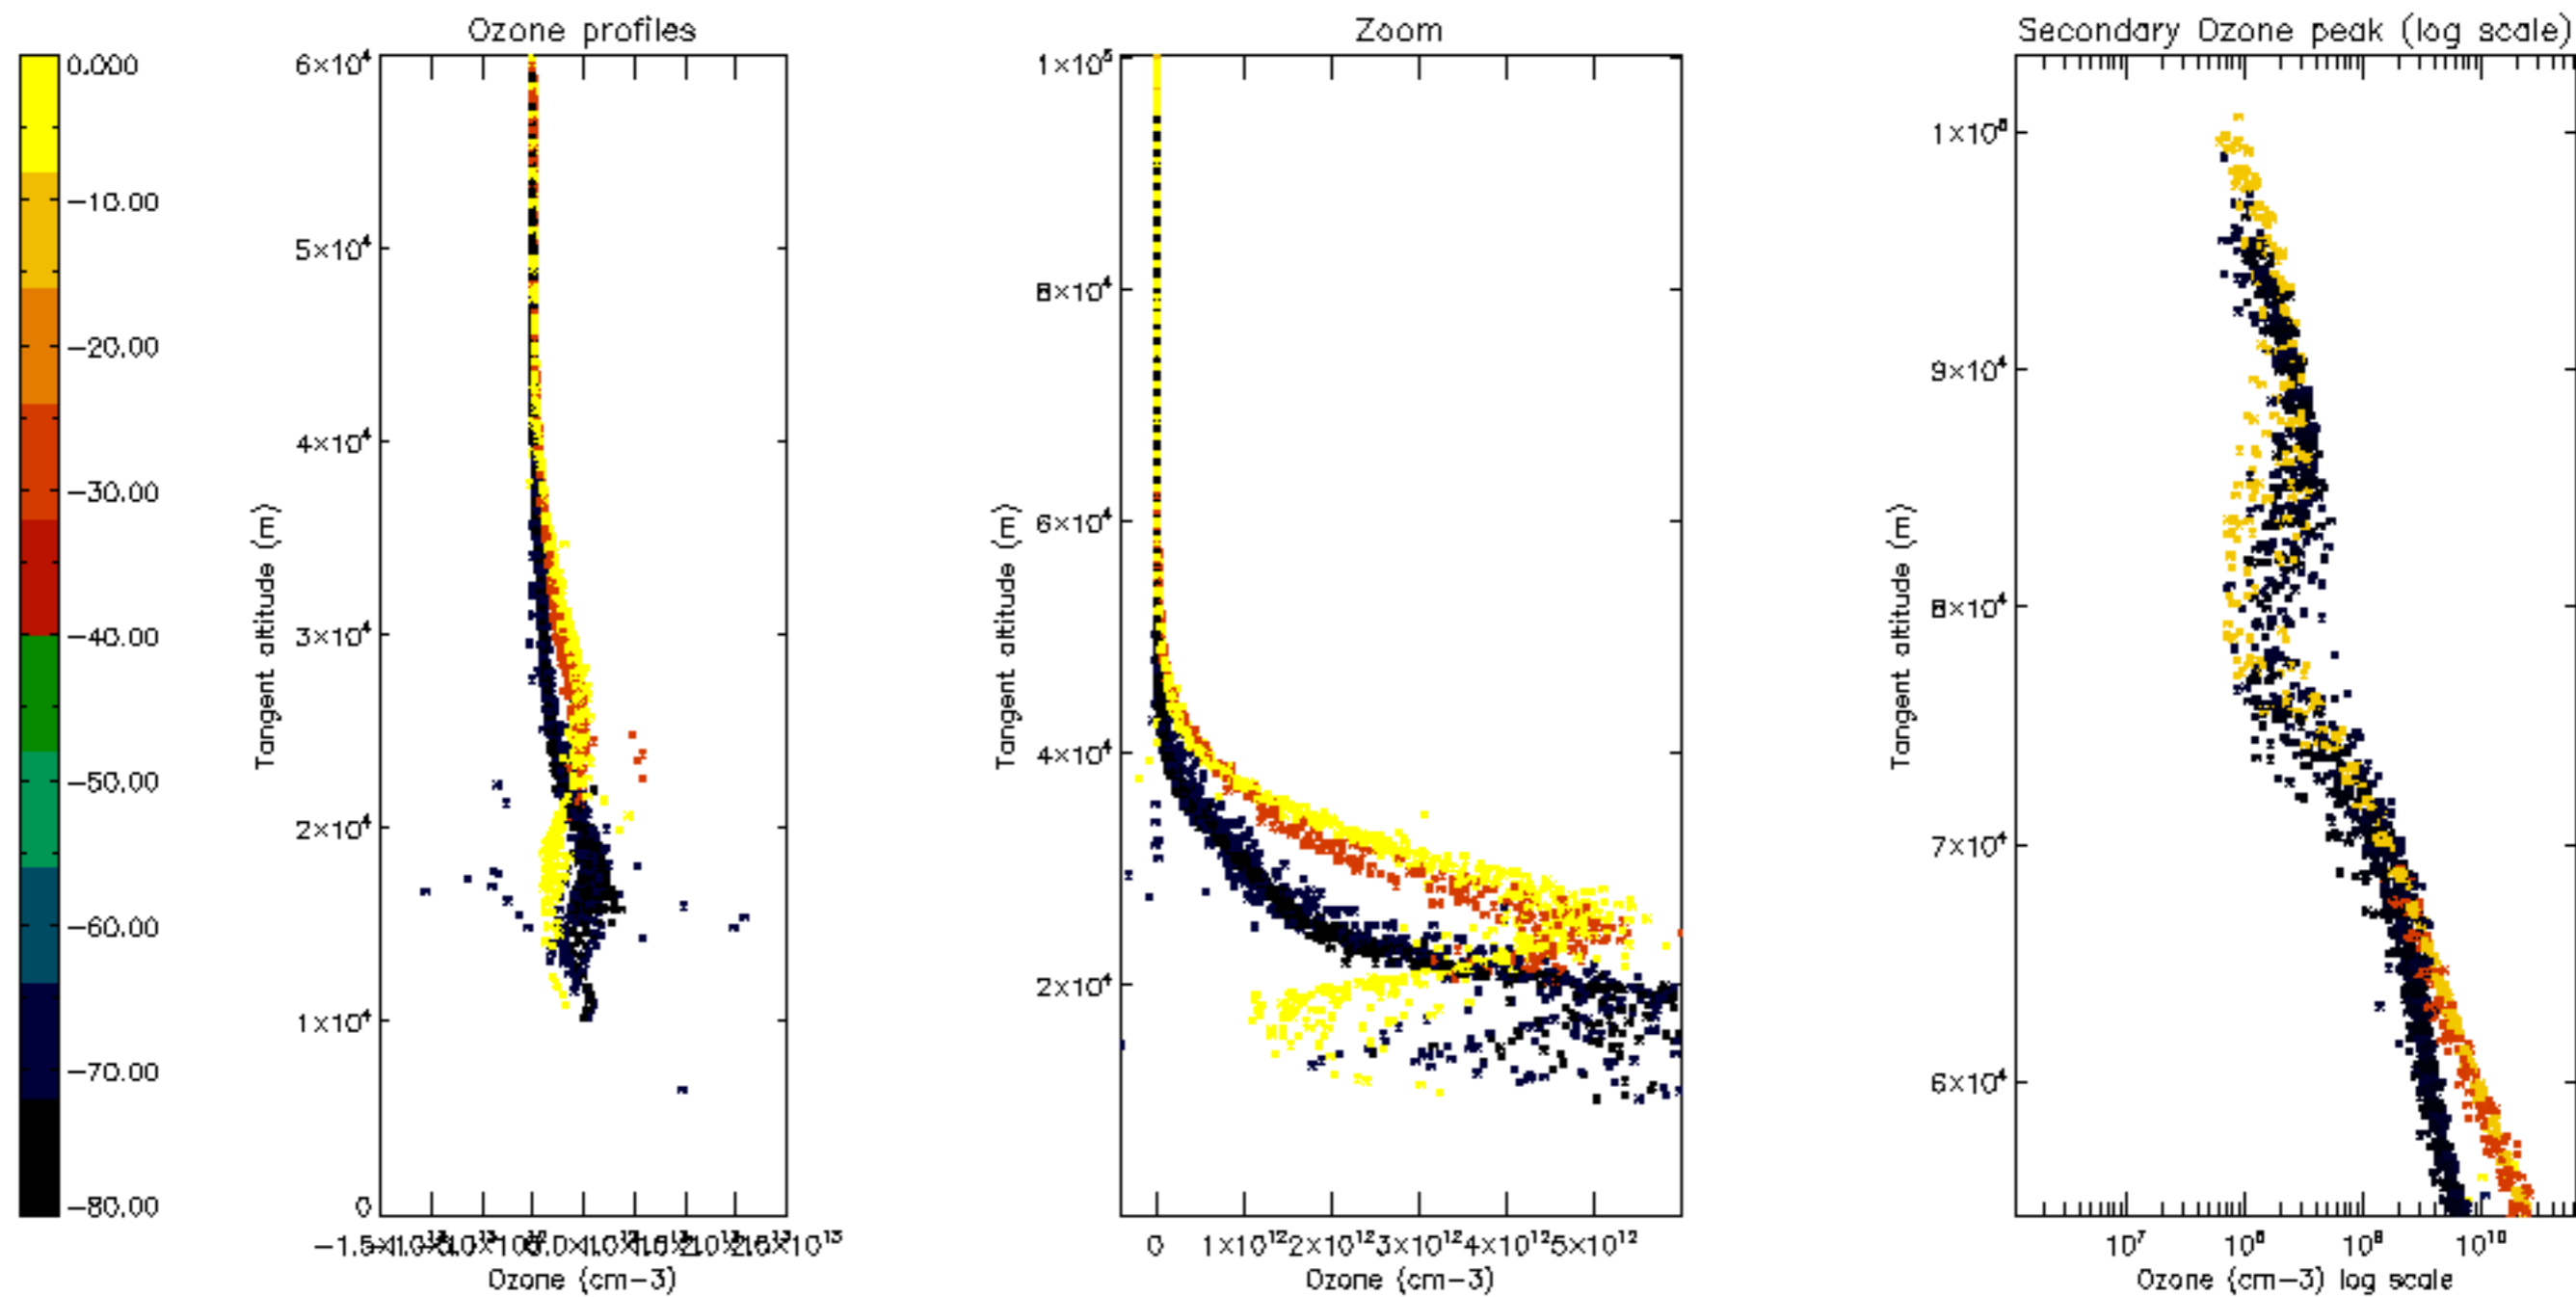 Ozone profiles
Zoom
Secondary Ozone peak (log scale)
0.000
−10.00
−20.00
−30.00
−40.00
−50.00
−60.00
−70.00
−80.00
6×10⁴
5×10⁴
4×10⁴
3×10⁴
2×10⁴
1×10⁴
0
Tangent altitude (m)
Ozone (cm−3)
1×10⁵
8×10⁴
6×10⁴
4×10⁴
2×10⁴
Tangent altitude (m)
0 1×10¹² 2×10¹² 3×10¹² 4×10¹² 5×10¹²
Ozone (cm−3)
1×10⁵
9×10⁴
8×10⁴
7×10⁴
6×10⁴
Tangent altitude (m)
10⁷ 10⁸ 10⁹ 10¹⁰
Ozone (cm−3) log scale